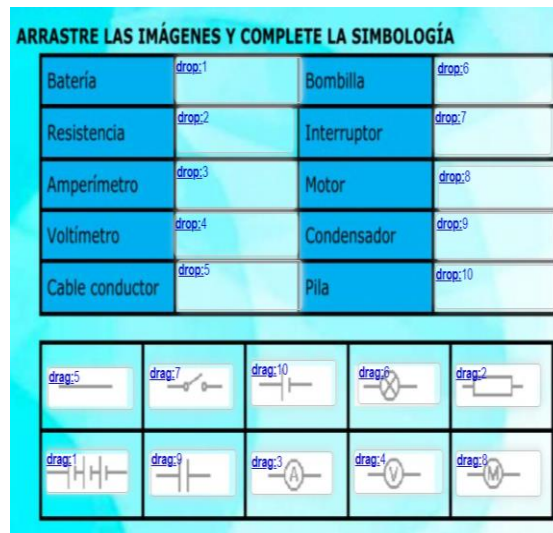 ARRASTRE LAS IMÁGENES Y COMPLETE LA SIMBOLOGÍA
Batería drop:1 Bombilla drop:6
Resistencia drop:2 Interruptor drop:7
Amperímetro drop:3 Motor drop:8
Voltímetro drop:4 Condensador drop:9
Cable conductor drop:5 Pila drop:10
drag:5 drag:7 drag:10 drag:6 drag:2
drag:1 drag:9 drag:3 A drag:4 V drag:8 M